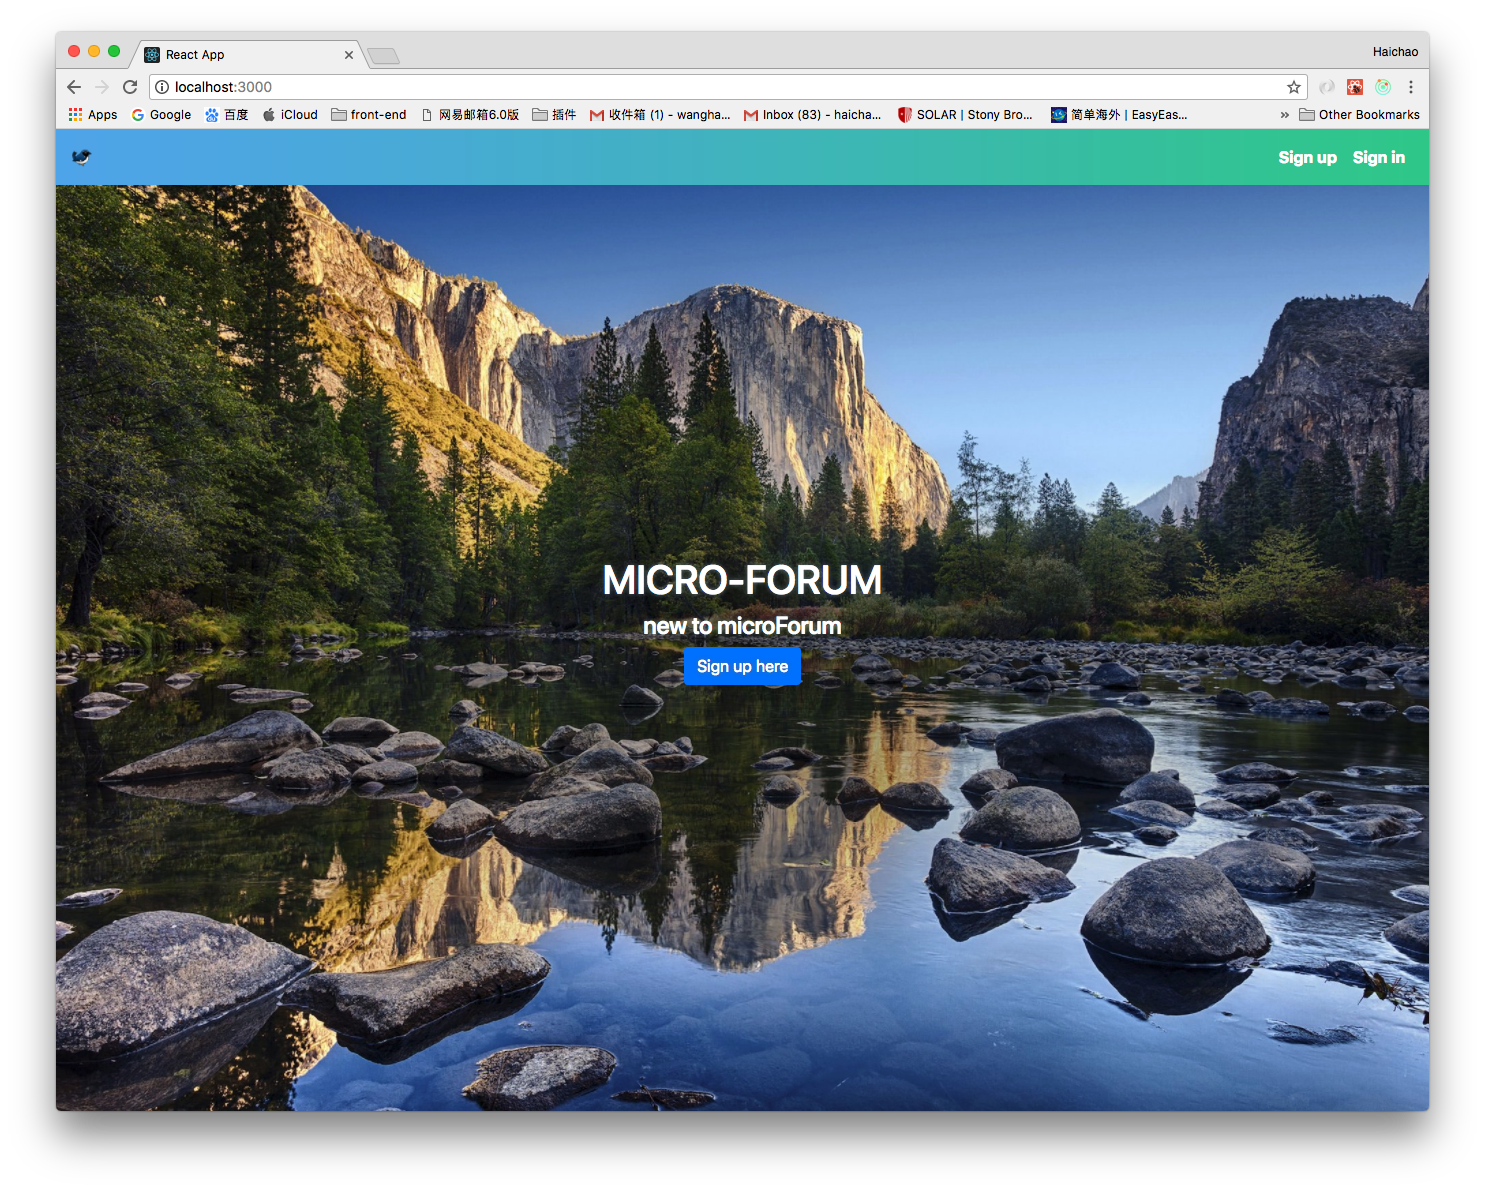 React App
Haichao
localhost:3000
Apps Google 百度 iCloud front-end 网易邮箱6.0版 插件 收件箱 (1) - wangha... Inbox (83) - haicha... SOLAR | Stony Bro... 简单海外 | EasyEas... » Other Bookmarks
Sign up Sign in
MICRO-FORUM
new to microForum
Sign up here